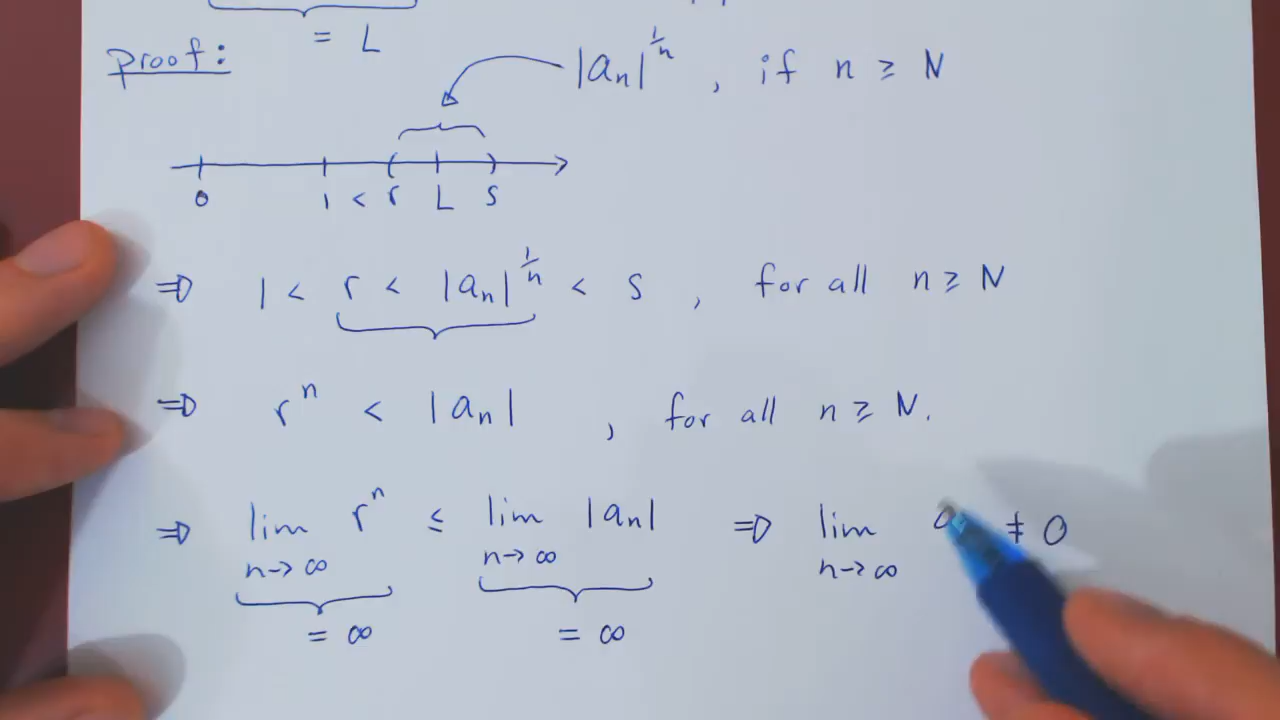 = L
Proof:
|aₙ|^(1/n) , if n ≥ N
0 1 < r L s
⇒ 1 < r < |aₙ|^(1/n) < s , for all n ≥ N
⇒ rⁿ < |aₙ| , for all n ≥ N.
⇒ lim n→∞ rⁿ ≤ lim n→∞ |aₙ| ⇒ lim n→∞ ≠ 0
= ∞ = ∞